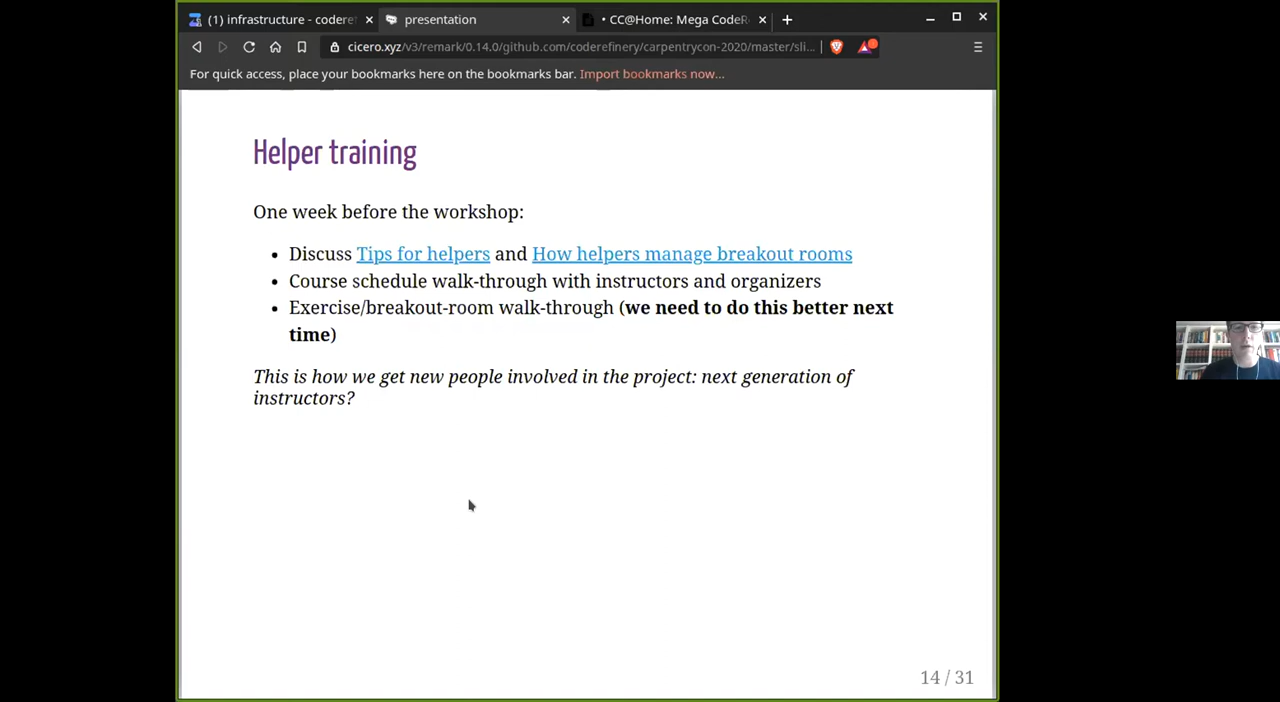 (1) infrastructure - coderef
presentation
• CC@Home: Mega CodeR
cicero.xyz/v3/remark/0.14.0/github.com/coderefinery/carpentrycon-2020/master/sli...
For quick access, place your bookmarks here on the bookmarks bar. Import bookmarks now...
Helper training
One week before the workshop:
• Discuss Tips for helpers and How helpers manage breakout rooms
• Course schedule walk-through with instructors and organizers
• Exercise/breakout-room walk-through (we need to do this better next
time)
This is how we get new people involved in the project: next generation of
instructors?
14 / 31